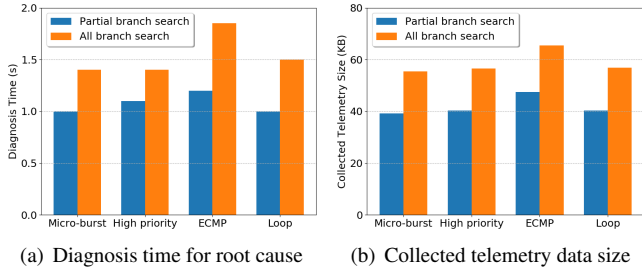 Partial branch search
All branch search
Diagnosis Time (s)
2.0
1.5
1.0
0.5
0.0
Micro-burst High priority ECMP Loop
(a) Diagnosis time for root cause
Partial branch search
All branch search
Collected Telemetry Size (KB)
80
60
40
20
0
Micro-burst High priority ECMP Loop
(b) Collected telemetry data size